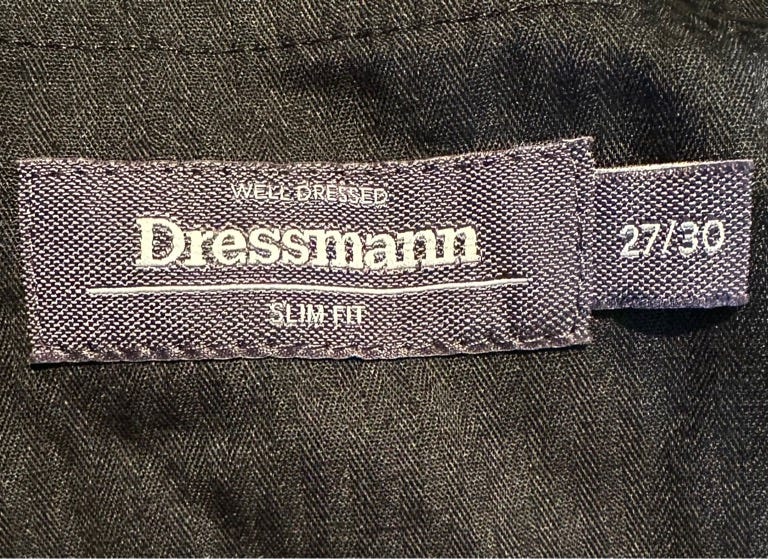 WELL DRESSED
Dressmann
SLIM FIT
27/30